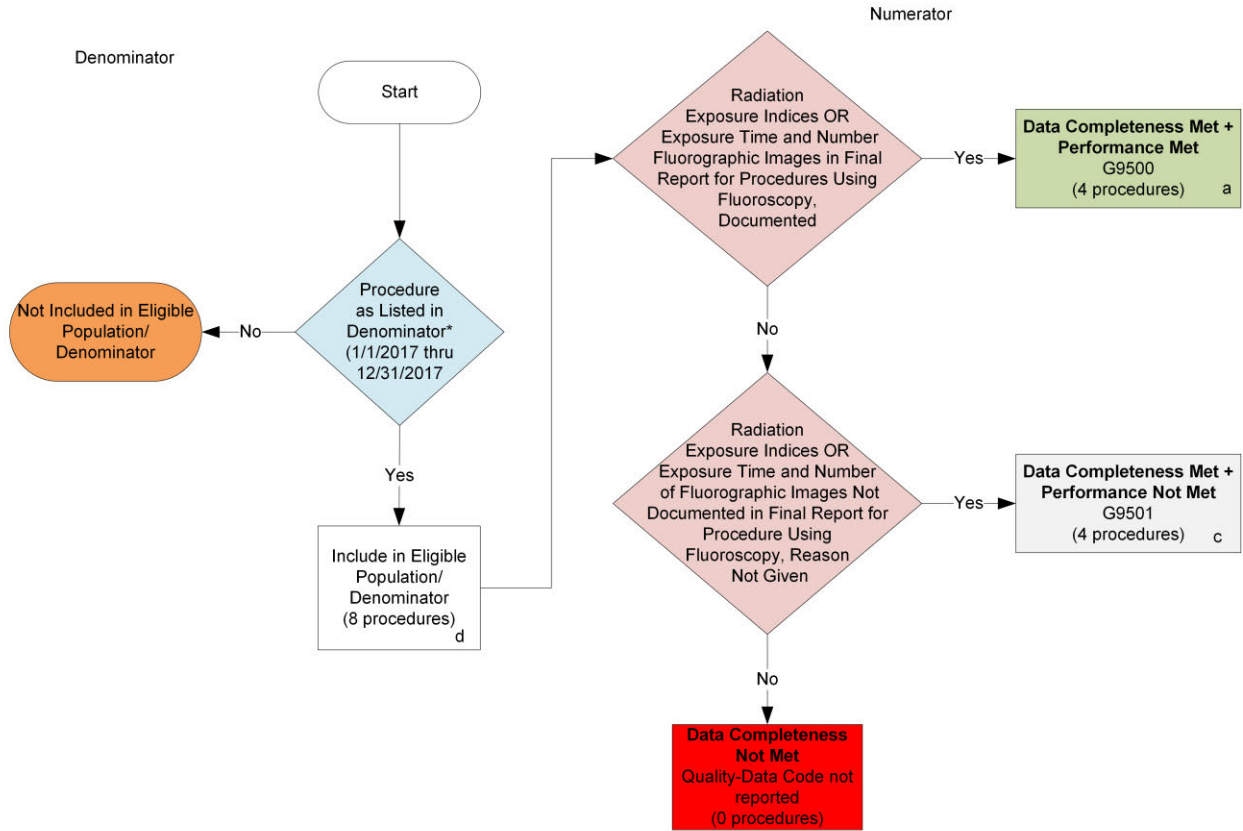 Numerator
Denominator
Start
Procedure
as Listed in
Denominator*
(1/1/2017 thru
12/31/2017
No
Not Included in Eligible
Population/
Denominator
Yes
Include in Eligible
Population/
Denominator
(8 procedures)
d
Radiation
Exposure Indices OR
Exposure Time and Number
Fluorographic Images in Final
Report for Procedures Using
Fluoroscopy,
Documented
Yes
Data Completeness Met +
Performance Met
G9500
(4 procedures)
a
No
Radiation
Exposure Indices OR
Exposure Time and Number
of Fluorographic Images Not
Documented in Final Report for
Procedure Using
Fluoroscopy, Reason
Not Given
Yes
Data Completeness Met +
Performance Not Met
G9501
(4 procedures)
c
No
Data Completeness
Not Met
Quality-Data Code not
reported
(0 procedures)